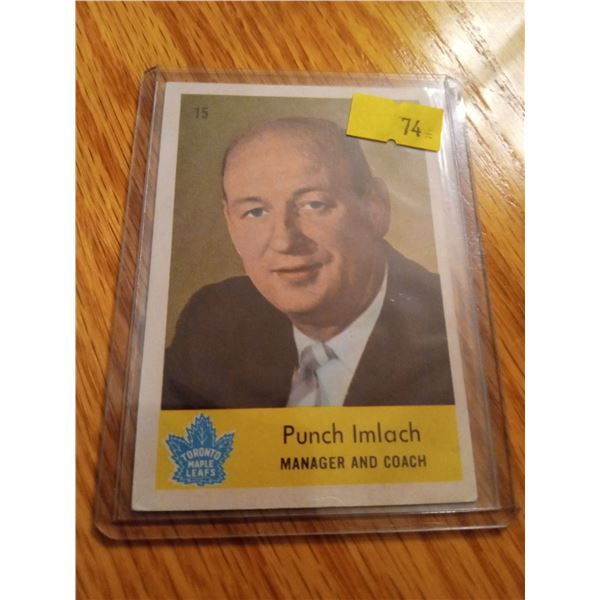 15
74
TORONTO
MAPLE
LEAFS
Punch Imlach
MANAGER AND COACH